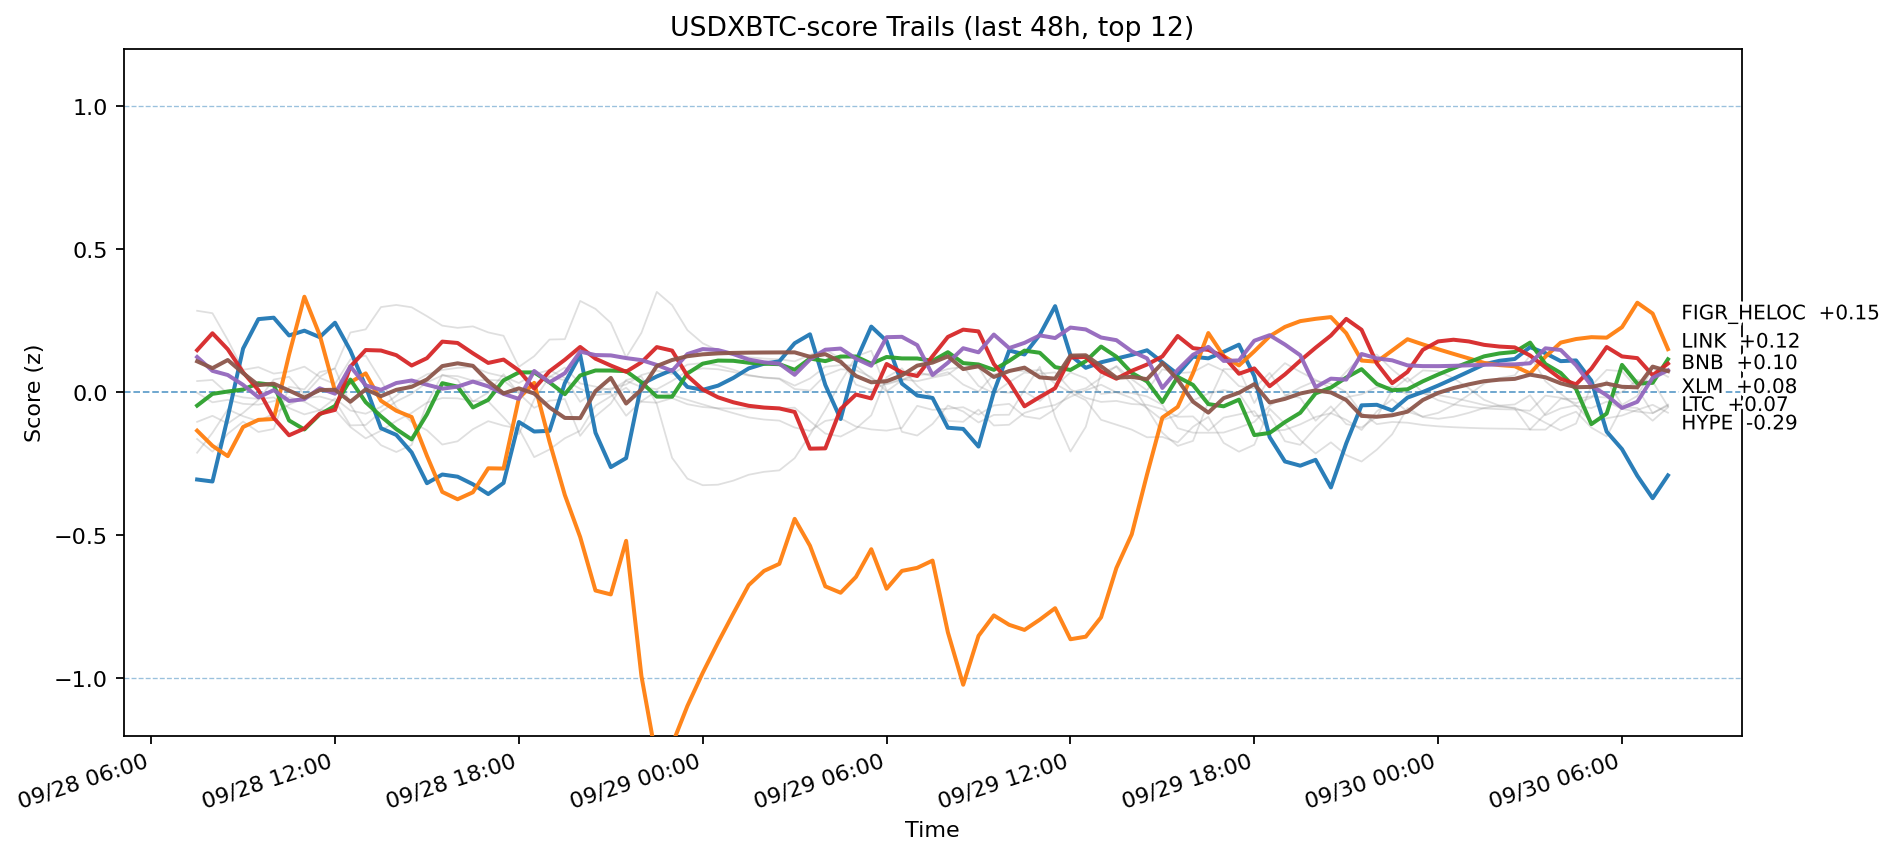 USDXBTC-score Trails (last 48h, top 12)
Score (z)
1.0
0.5
0.0
−0.5
−1.0
FIGR_HELOC +0.15
LINK +0.12
BNB +0.10
XLM +0.08
LTC +0.07
HYPE -0.29
09/28 06:00
09/28 12:00
09/28 18:00
09/29 00:00
09/29 06:00
09/29 12:00
09/29 18:00
09/30 00:00
09/30 06:00
Time